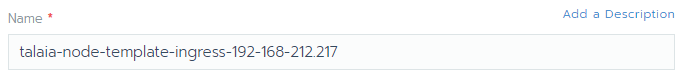 Name *
Add a Description
talaia-node-template-ingress-192-168-212.217